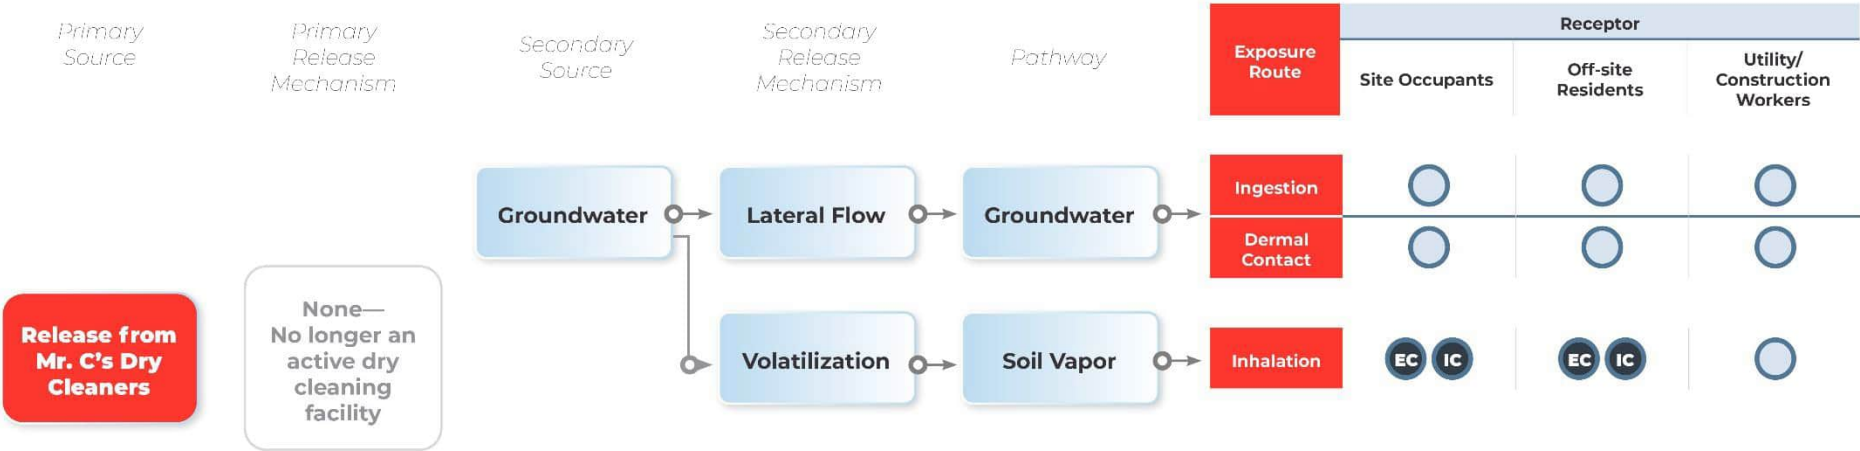 Primary
Source
Primary
Release
Mechanism
Secondary
Source
Secondary
Release
Mechanism
Pathway
Exposure
Route
Receptor
Site Occupants
Off-site
Residents
Utility/
Construction
Workers
Groundwater
Lateral Flow
Groundwater
Ingestion
Dermal
Contact
Release from
Mr. C's Dry
Cleaners
None—
No longer an
active dry
cleaning
facility
Volatilization
Soil Vapor
Inhalation
EC IC
EC IC